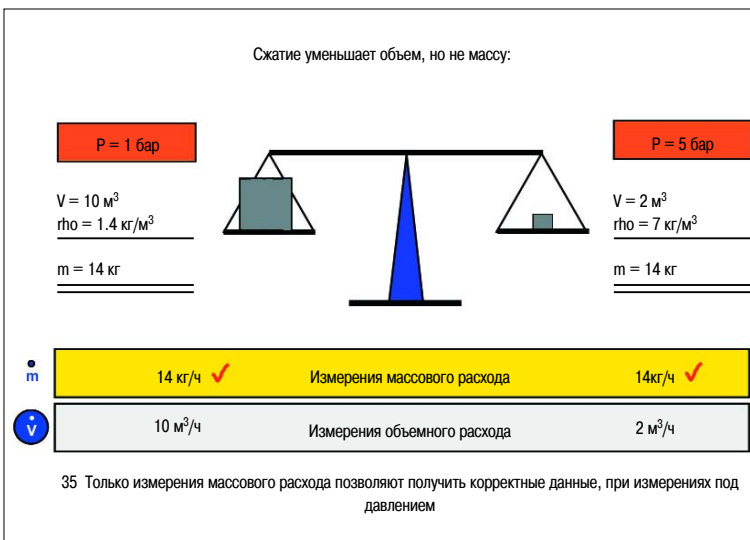 Сжатие уменьшает объем, но не массу:
P = 1 бар
P = 5 бар
V = 10 м³
rho = 1.4 кг/м³
m = 14 кг
V = 2 м³
rho = 7 кг/м³
m = 14 кг
ṁ 14 кг/ч ✓ Измерения массового расхода 14кг/ч ✓
V̇ 10 м³/ч Измерения объемного расхода 2 м³/ч
35 Только измерения массового расхода позволяют получить корректные данные, при измерениях под
давлением